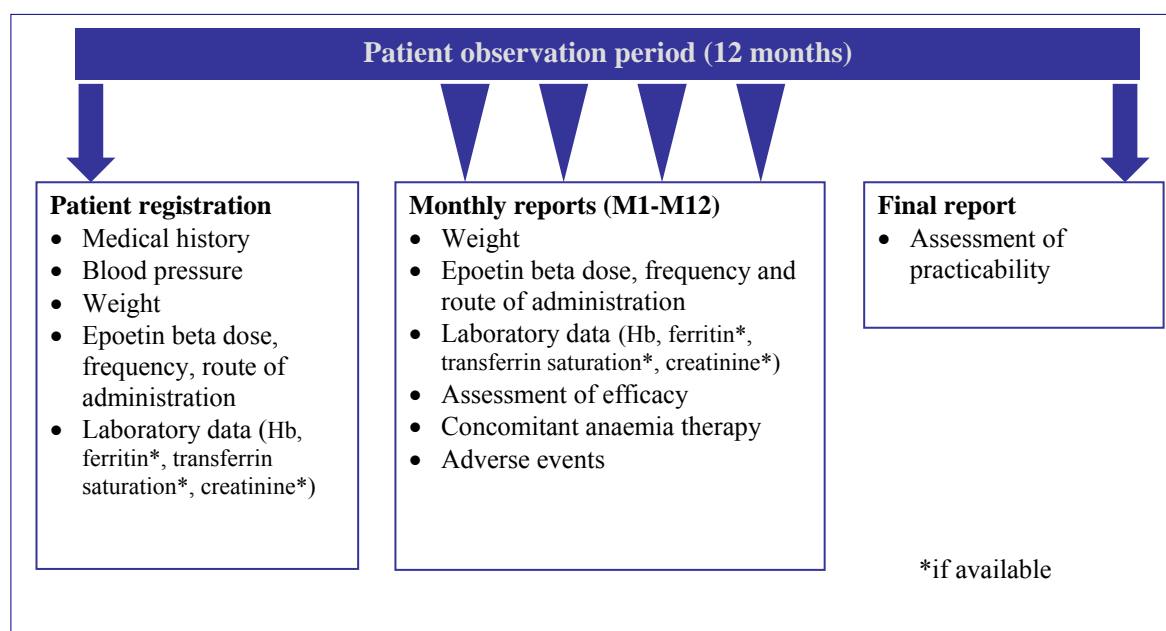 Patient observation period (12 months)
Patient registration
• Medical history
• Blood pressure
• Weight
• Epoetin beta dose,
frequency, route of
administration
• Laboratory data (Hb,
ferritin*, transferrin
saturation*, creatinine*)
Monthly reports (M1-M12)
• Weight
• Epoetin beta dose, frequency and
route of administration
• Laboratory data (Hb, ferritin*,
transferrin saturation*, creatinine*)
• Assessment of efficacy
• Concomitant anaemia therapy
• Adverse events
Final report
• Assessment of
practicability
*if available